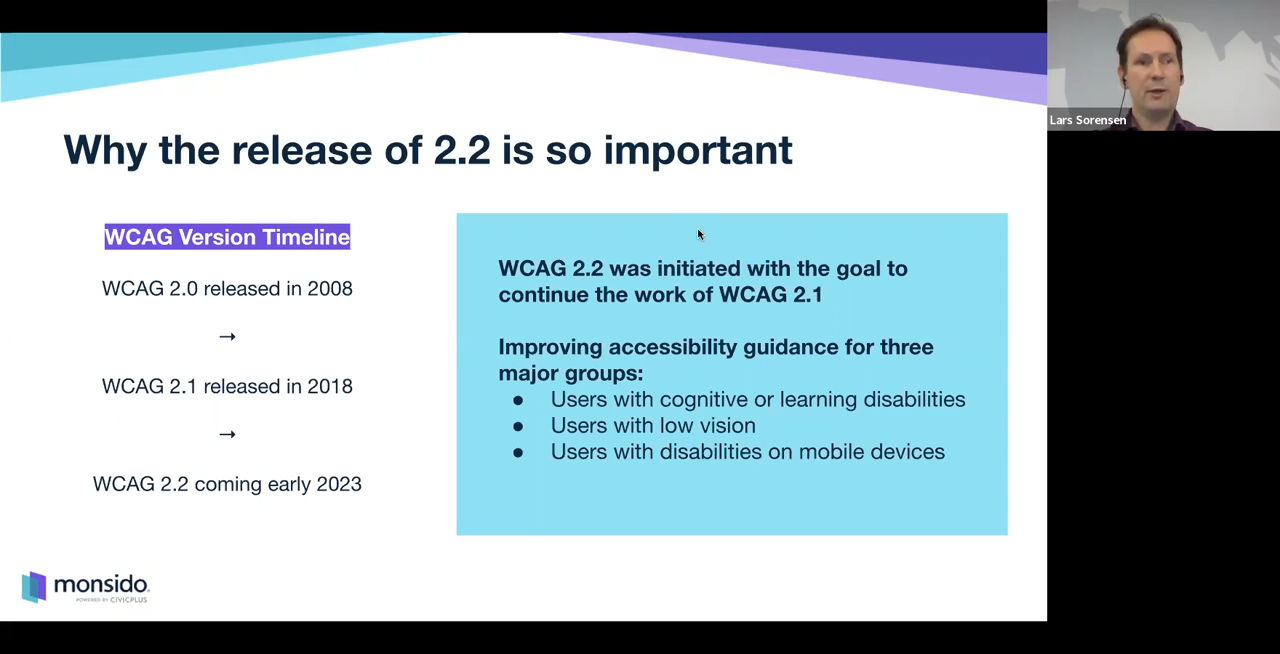 Why the release of 2.2 is so important
WCAG Version Timeline
WCAG 2.0 released in 2008
→
WCAG 2.1 released in 2018
→
WCAG 2.2 coming early 2023
WCAG 2.2 was initiated with the goal to
continue the work of WCAG 2.1
Improving accessibility guidance for three
major groups:
● Users with cognitive or learning disabilities
● Users with low vision
● Users with disabilities on mobile devices
monsido
POWERED BY CIVICPLUS
Lars Sorensen